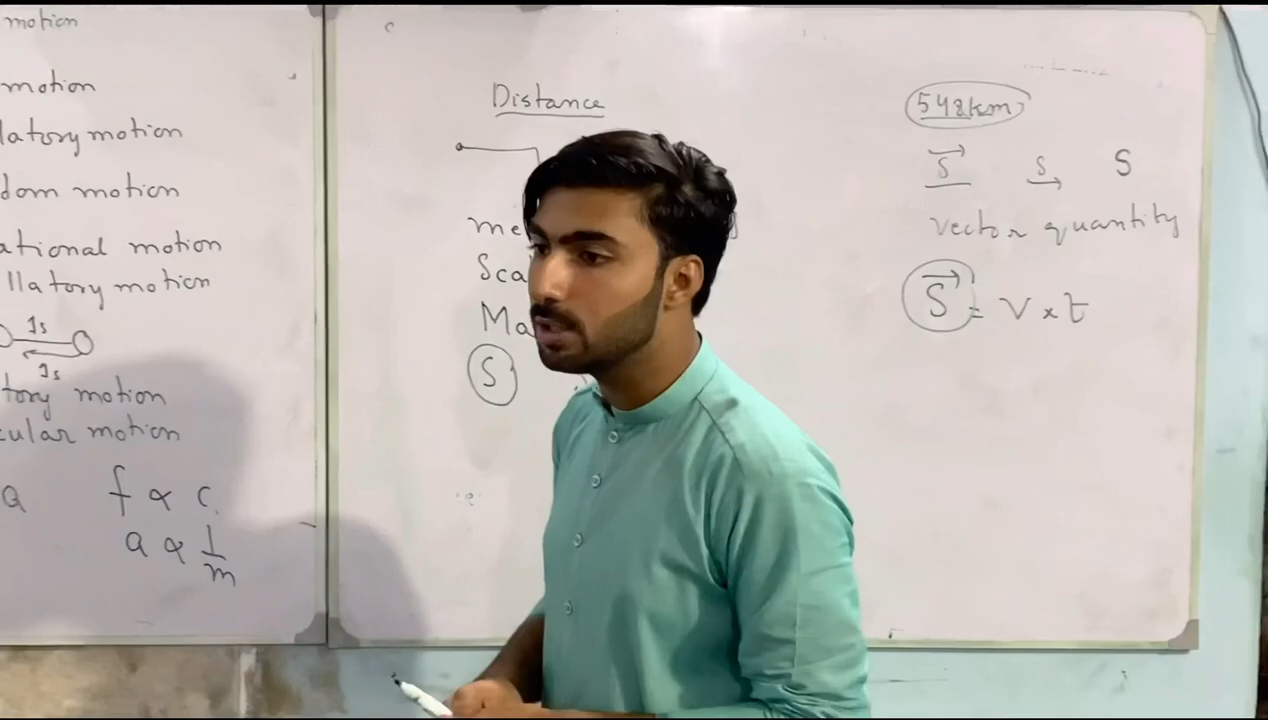 motion
motion
latory motion
dom motion
ational motion
llatory motion
1s
1s
tory motion
cular motion
a f ∝ c
a ∝ 1/m
Distance
me
Sca
Ma
S
548km
S⃗ S S
vector quantity
S⃗ = v × t